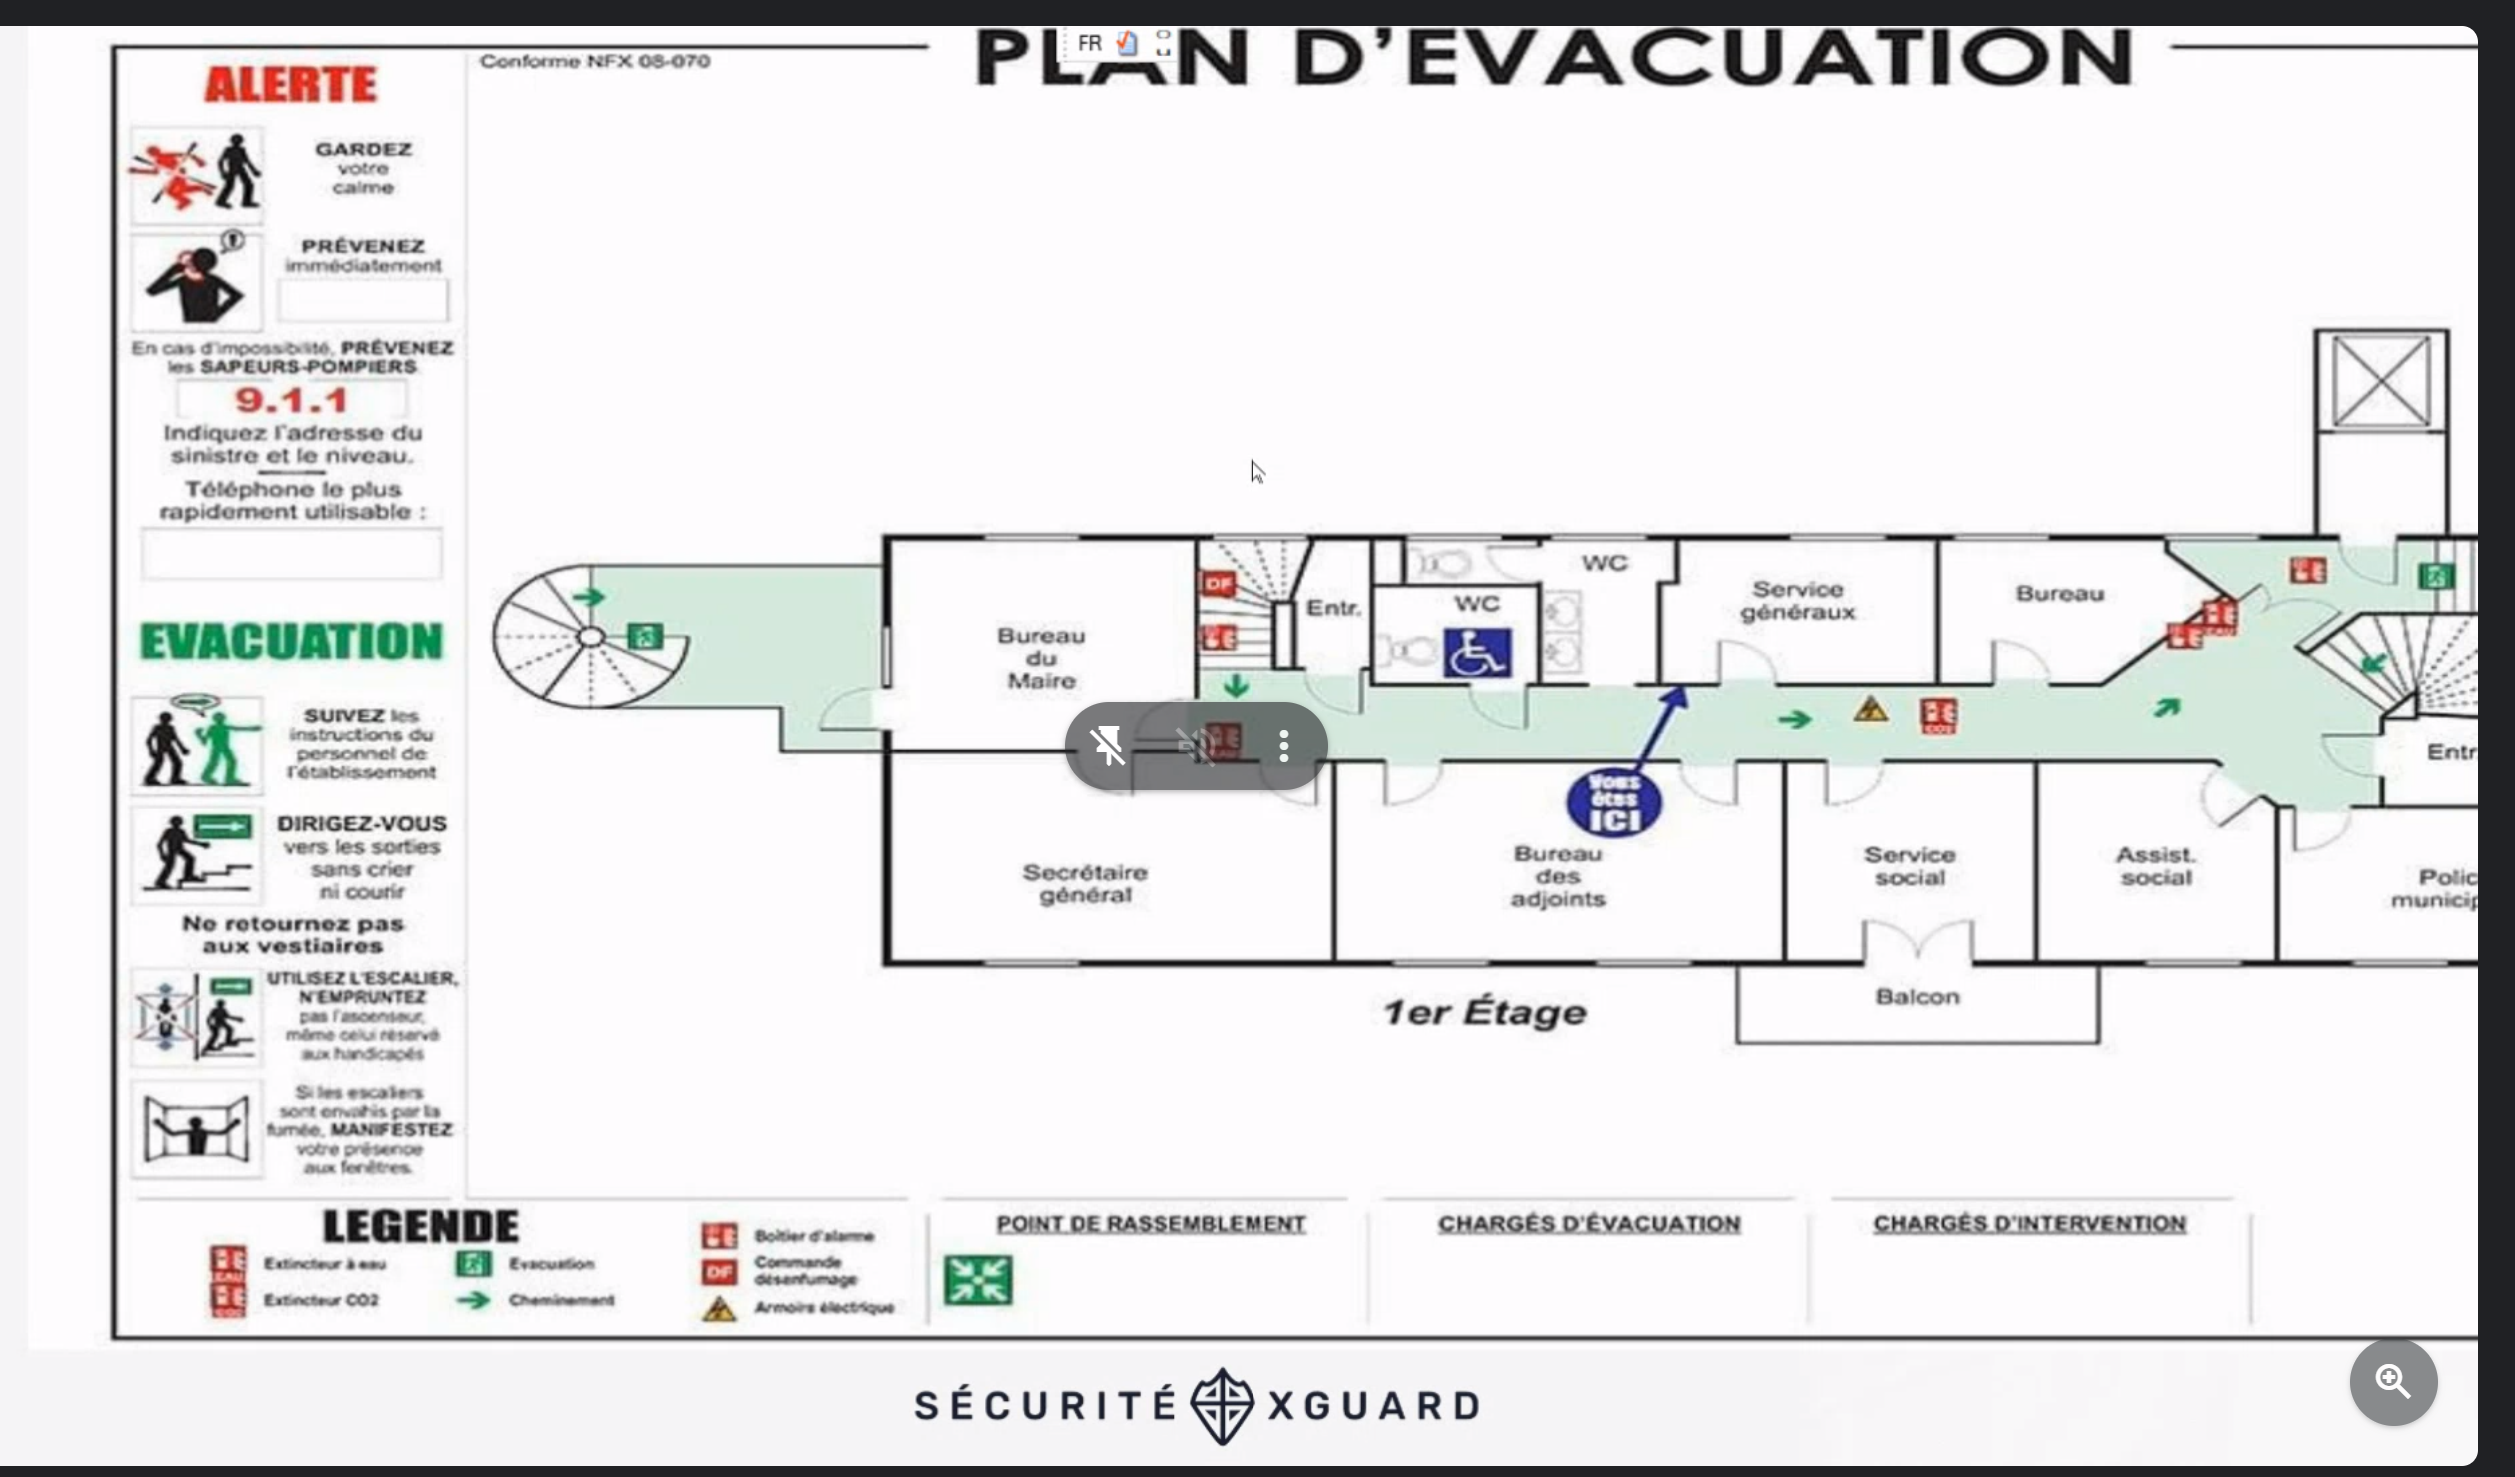 PLAN D'EVACUATION
FR
Conforme NFX 08-070
ALERTE
GARDEZ
votre
calme
PRÉVENEZ
immédiatement
En cas d'impossibilité, PRÉVENEZ
les SAPEURS-POMPIERS
9.1.1
Indiquez l'adresse du
sinistre et le niveau.
Téléphone le plus
rapidement utilisable :
EVACUATION
SUIVEZ les
instructions du
personnel de
l'établissement
DIRIGEZ-VOUS
vers les sorties
sans crier
ni courir
Ne retournez pas
aux vestiaires
UTILISEZ L'ESCALIER,
N'EMPRUNTEZ
pas l'ascenseur,
même celui réservé
aux handicapés
Si les escaliers
sont envahis par la
fumée, MANIFESTEZ
votre présence
aux fenêtres.
Bureau
du
Maire
DF
Entr.
WC
WC
Service
généraux
Bureau
EAU
CO2
Entr
Vous
êtes
ICI
Secrétaire
général
Bureau
des
adjoints
Service
social
Assist.
social
Polic
municip
Balcon
1er Étage
LEGENDE
EAU
Extincteur à eau
CO2
Extincteur CO2
Evacuation
Cheminement
Boitier d'alarme
DF
Commande
désenfumage
Armoire électrique
POINT DE RASSEMBLEMENT
CHARGÉS D'ÉVACUATION
CHARGÉS D'INTERVENTION
SÉCURITÉ XGUARD